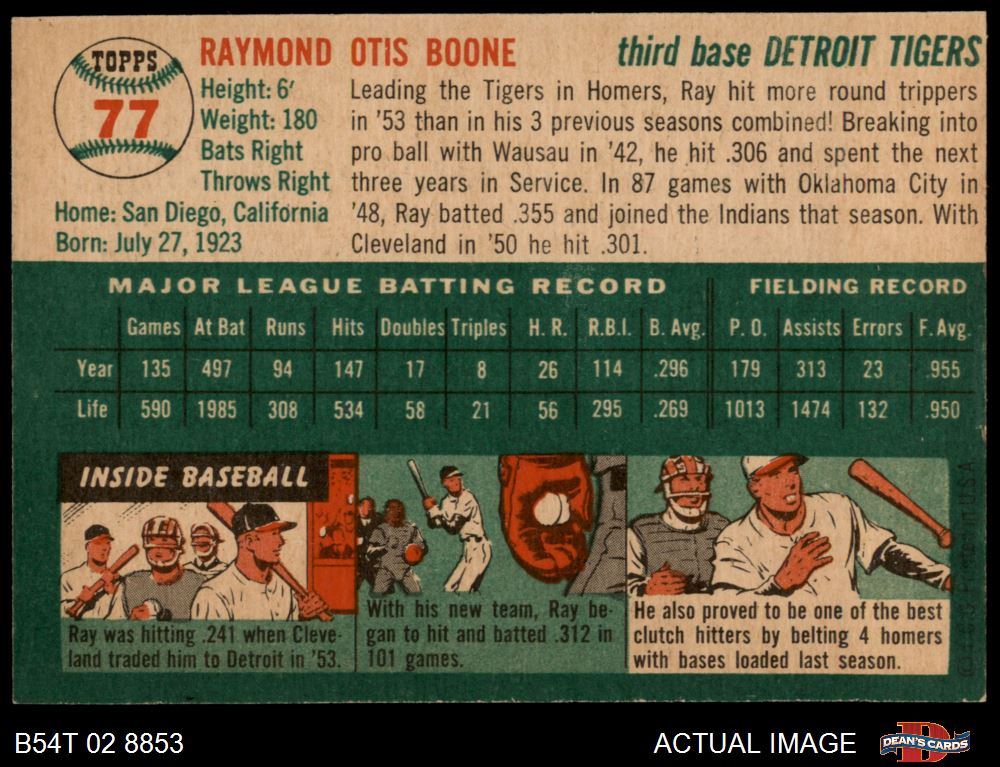 TOPPS
77
RAYMOND OTIS BOONE
third base DETROIT TIGERS
Height: 6'
Weight: 180
Bats Right
Throws Right
Home: San Diego, California
Born: July 27, 1923
Leading the Tigers in Homers, Ray hit more round trippers
in '53 than in his 3 previous seasons combined! Breaking into
pro ball with Wausau in '42, he hit .306 and spent the next
three years in Service. In 87 games with Oklahoma City in
'48, Ray batted .355 and joined the Indians that season. With
Cleveland in '50 he hit .301.
MAJOR LEAGUE BATTING RECORD FIELDING RECORD
Games At Bat Runs Hits Doubles Triples H. R. R.B.I. B. Avg. P. O. Assists Errors F. Avg.
Year 135 497 94 147 17 8 26 114 .296 179 313 23 .955
Life 590 1985 308 534 58 21 56 295 .269 1013 1474 132 .950
INSIDE BASEBALL
Ray was hitting .241 when Cleve-
land traded him to Detroit in '53.
With his new team, Ray be-
gan to hit and batted .312 in
101 games.
He also proved to be one of the best
clutch hitters by belting 4 homers
with bases loaded last season.
U.S.A.
B54T 02 8853
ACTUAL IMAGE
DEAN'S CARDS